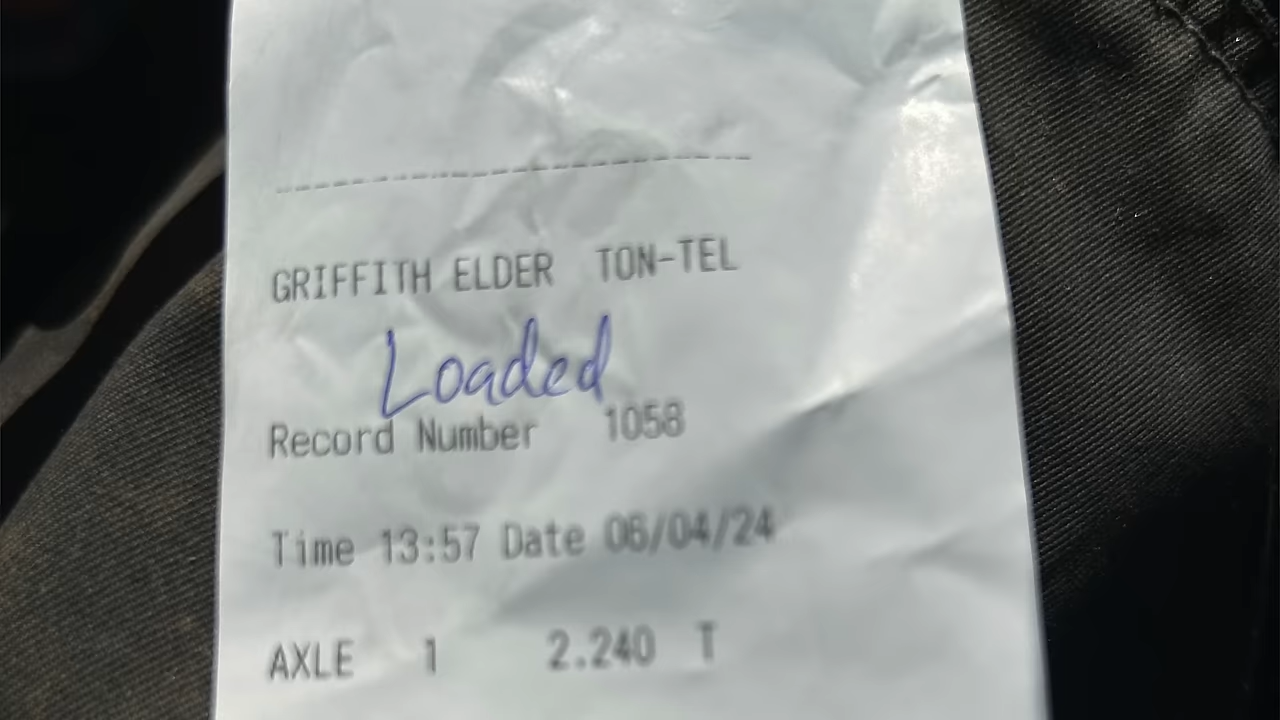 GRIFFITH ELDER TON-TEL
Loaded
Record Number 1058
Time 13:57 Date 06/04/24
AXLE 1 2.240 T